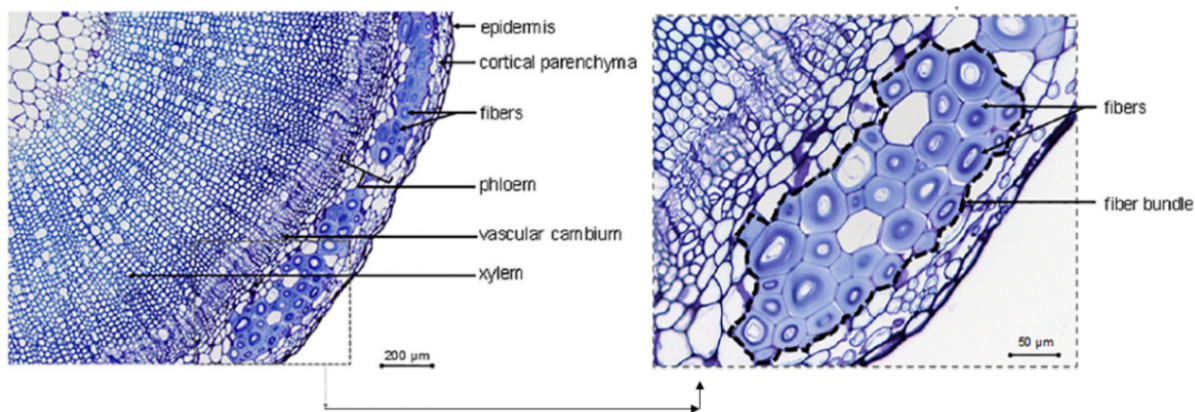 epidermis
cortical parenchyma
fibers
phloem
vascular cambium
xylem
200 µm
fibers
fiber bundle
50 µm